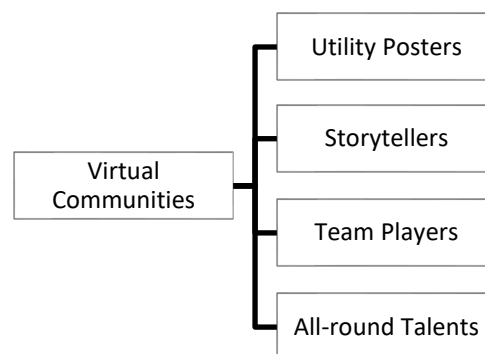 Utility Posters
Storytellers
Virtual
Communities
Team Players
All-round Talents